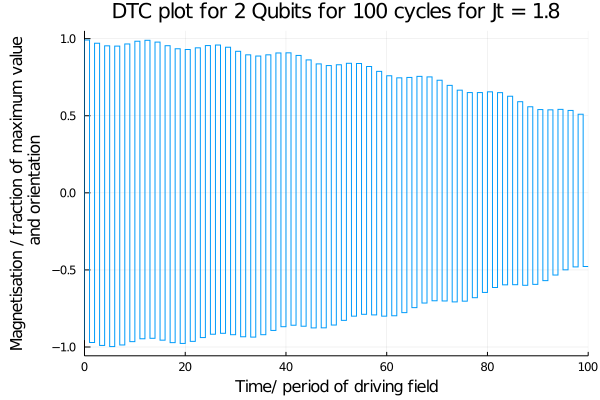 DTC plot for 2 Qubits for 100 cycles for Jt = 1.8
Magnetisation / fraction of maximum value
and orientation
1.0
0.5
0.0
−0.5
−1.0
0
20
40
60
80
100
Time/ period of driving field